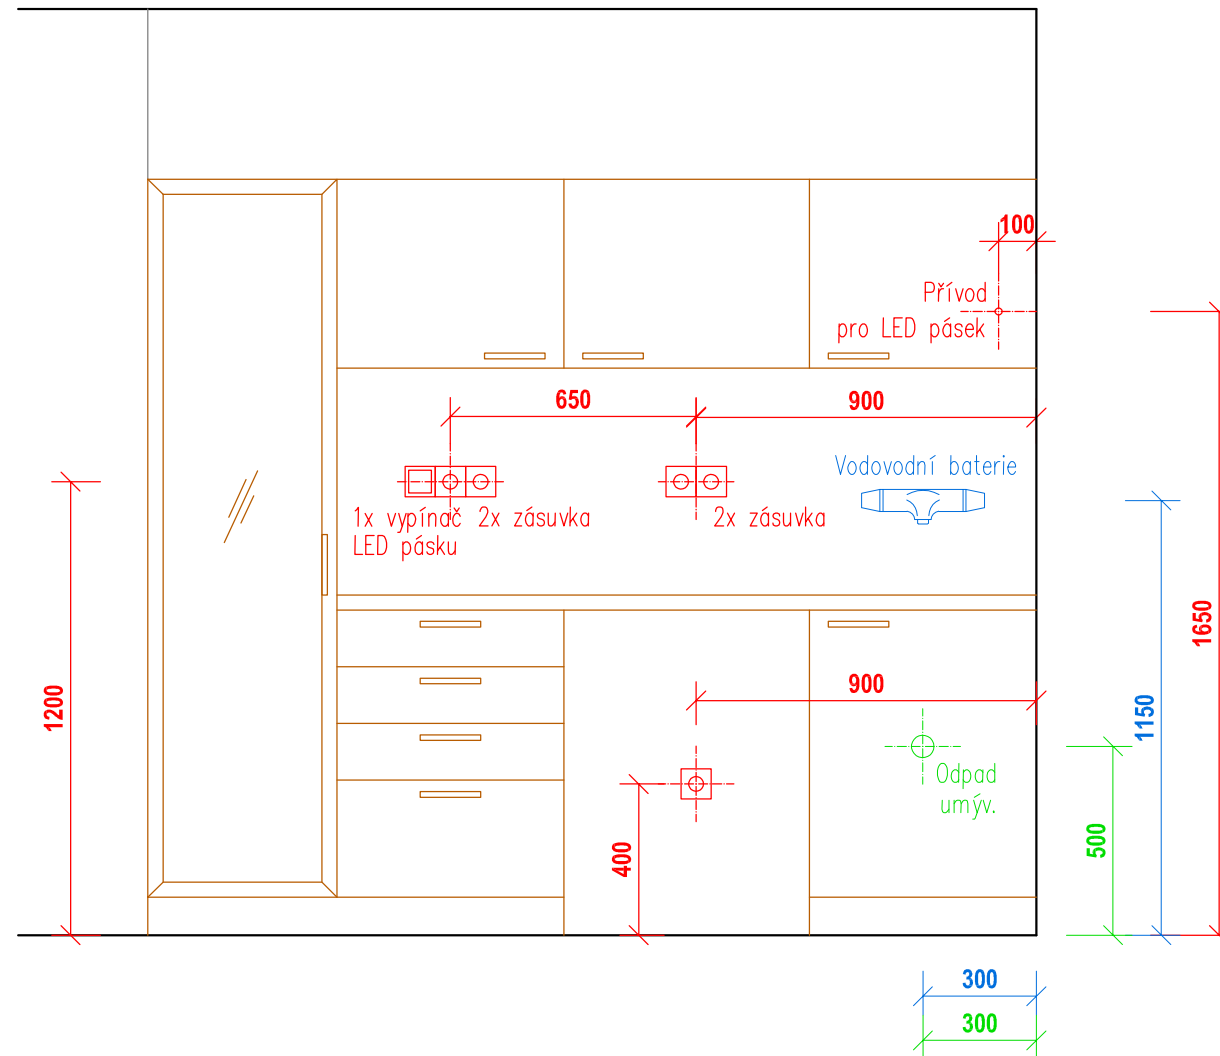 100
Přívod
pro LED pásek
650
900
Vodovodní baterie
1x vypínač 2x zásuvka
LED pásku
2x zásuvka
1650
1200
900
1150
Odpad
umýv.
400
500
300
300